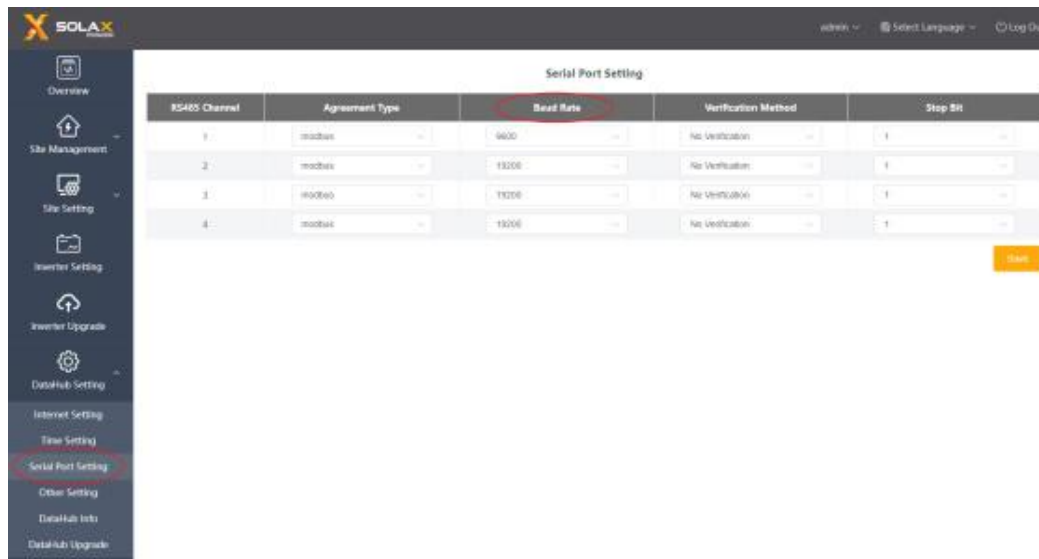 SOLAX
POWER
admin
Select Language
Log Ou
Overview
Site Management
Site Setting
Inverter Setting
Inverter Upgrade
DataHub Setting
Internet Setting
Time Setting
Serial Port Setting
Other Setting
DataHub Info
DataHub Upgrade
Serial Port Setting
RS485 Channel Agreement Type Baud Rate Verification Method Stop Bit
1 modbus 9600 No Verification 1
2 modbus 19200 No Verification 1
3 modbus 19200 No Verification 1
4 modbus 19200 No Verification 1
Save